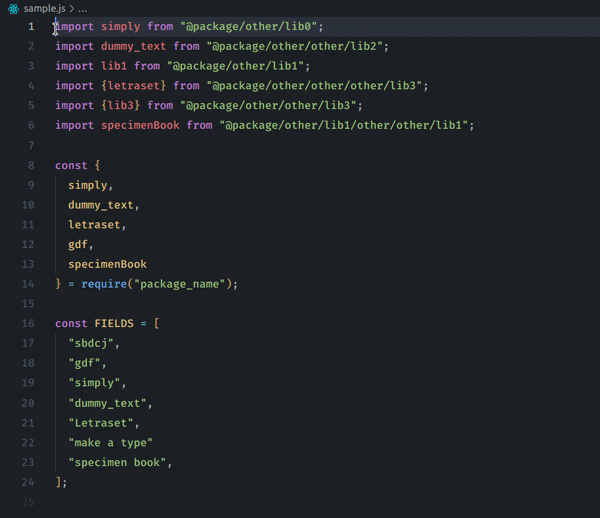 sample.js > ...
1 import simply from "@package/other/lib0";
2 import dummy_text from "@package/other/other/lib2";
3 import lib1 from "@package/other/lib1";
4 import {letraset} from "@package/other/other/other/lib3";
5 import {lib3} from "@package/other/other/lib3";
6 import specimenBook from "@package/other/lib1/other/other/lib1";
7
8 const {
9 simply,
10 dummy_text,
11 letraset,
12 gdf,
13 specimenBook
14 } = require("package_name");
15
16 const FIELDS = [
17 "sbdcj",
18 "gdf",
19 "simply",
20 "dummy_text",
21 "Letraset",
22 "make a type"
23 "specimen book",
24 ];
25